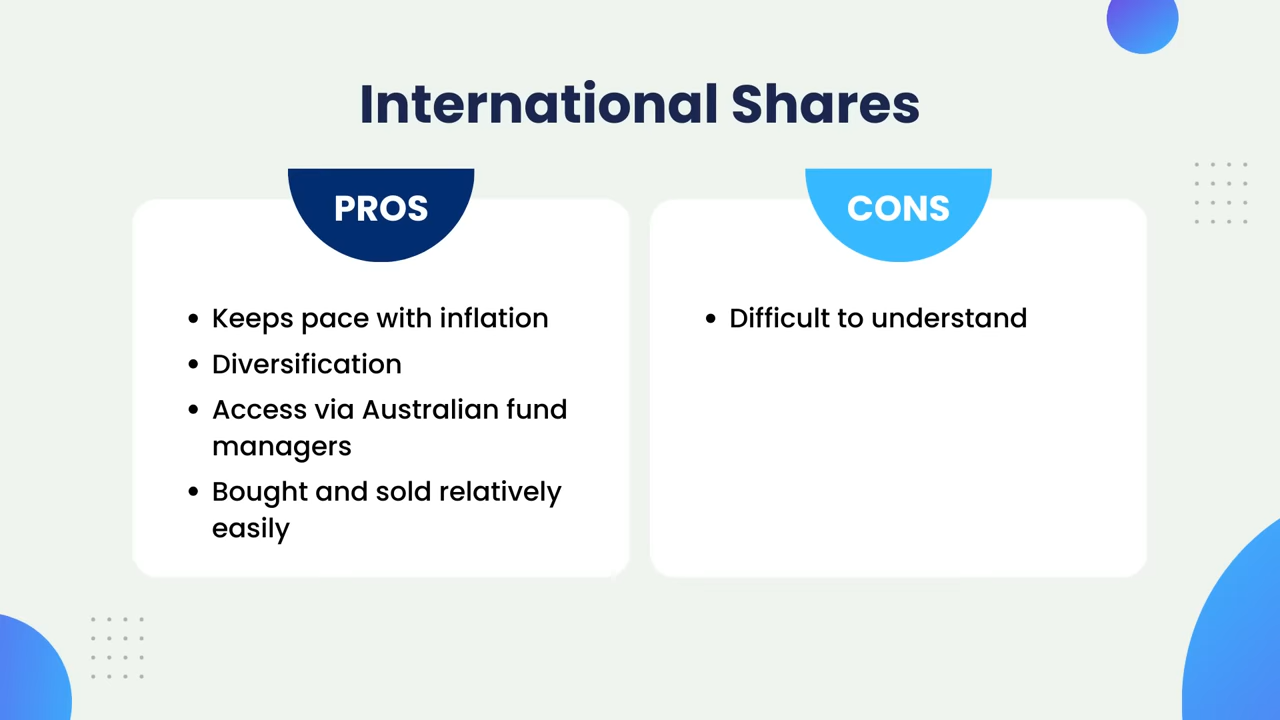 International Shares
PROS
Keeps pace with inflation
Diversification
Access via Australian fund
managers
Bought and sold relatively
easily
CONS
Difficult to understand